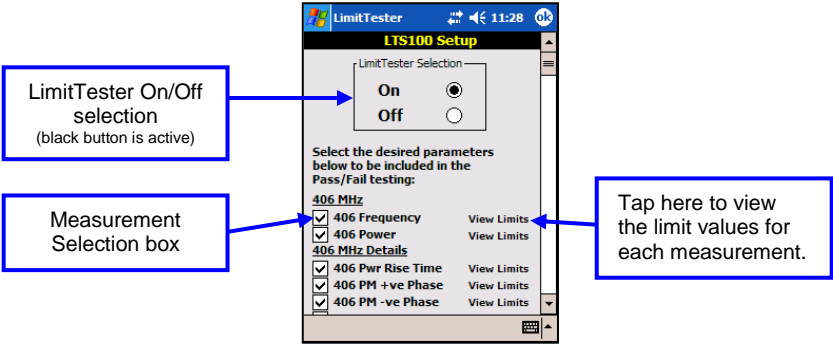 LimitTester 11:28 ok
LTS100 Setup
LimitTester Selection
On
Off
Select the desired parameters
below to be included in the
Pass/Fail testing:
406 MHz
406 Frequency View Limits
406 Power View Limits
406 MHz Details
406 Pwr Rise Time View Limits
406 PM +ve Phase View Limits
406 PM -ve Phase View Limits
LimitTester On/Off
selection
(black button is active)
Measurement
Selection box
Tap here to view
the limit values for
each measurement.